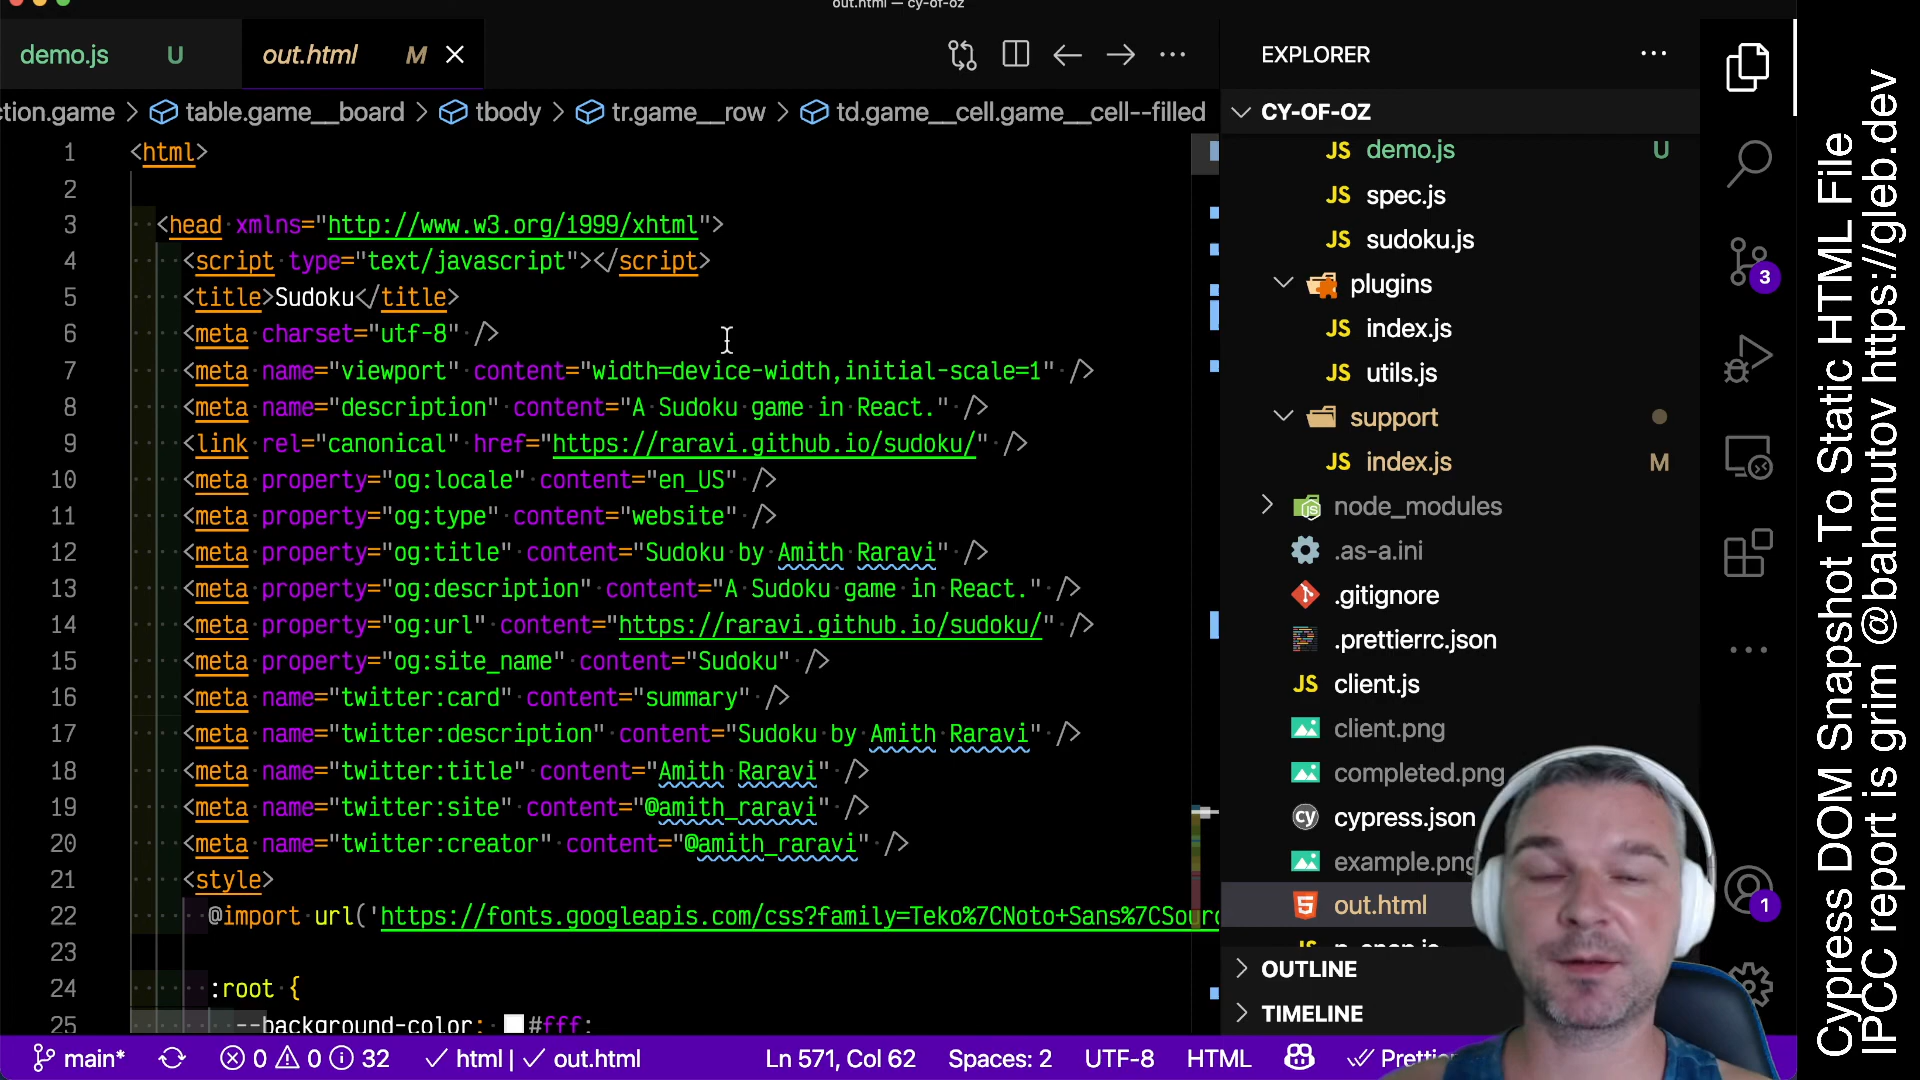 out.html — cy-of-oz
demo.js U
out.html M
ction.game > table.game__board > tbody > tr.game__row > td.game__cell.game__cell--filled
1 <html>
2
3 <head xmlns="http://www.w3.org/1999/xhtml">
4 <script type="text/javascript"></script>
5 <title>Sudoku</title>
6 <meta charset="utf-8" />
7 <meta name="viewport" content="width=device-width,initial-scale=1" />
8 <meta name="description" content="A Sudoku game in React." />
9 <link rel="canonical" href="https://raravi.github.io/sudoku/" />
10 <meta property="og:locale" content="en_US" />
11 <meta property="og:type" content="website" />
12 <meta property="og:title" content="Sudoku by Amith Raravi" />
13 <meta property="og:description" content="A Sudoku game in React." />
14 <meta property="og:url" content="https://raravi.github.io/sudoku/" />
15 <meta property="og:site_name" content="Sudoku" />
16 <meta name="twitter:card" content="summary" />
17 <meta name="twitter:description" content="Sudoku by Amith Raravi" />
18 <meta name="twitter:title" content="Amith Raravi" />
19 <meta name="twitter:site" content="@amith_raravi" />
20 <meta name="twitter:creator" content="@amith_raravi" />
21 <style>
22 @import url('https://fonts.googleapis.com/css?family=Teko%7CNoto+Sans%7CSour
23
24 :root {
25 --background-color: #fff;
EXPLORER
CY-OF-OZ
JS demo.js U
JS spec.js
JS sudoku.js
plugins
JS index.js
JS utils.js
support
JS index.js M
node_modules
.as-a.ini
.gitignore
.prettierrc.json
JS client.js
client.png
completed.png
cy cypress.json
example.png
5 out.html
OUTLINE
TIMELINE
3
1
main* 0 0 32 html | out.html Ln 571, Col 62 Spaces: 2 UTF-8 HTML
Cypress DOM Snapshot To Static HTML File
IPCC report is grim @bahmutov https://gleb.dev